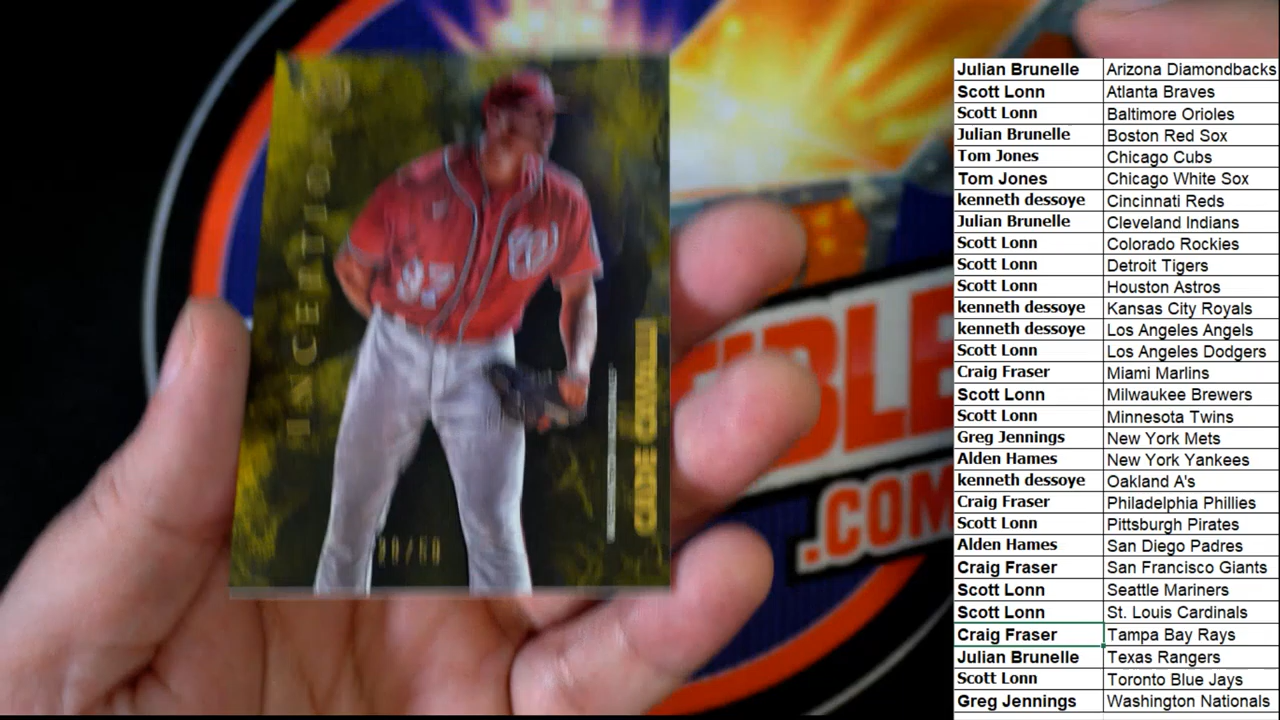 INCEPTION
CADE CAVALLI
IBLE
.COM
Julian Brunelle Arizona Diamondbacks
Scott Lonn Atlanta Braves
Scott Lonn Baltimore Orioles
Julian Brunelle Boston Red Sox
Tom Jones Chicago Cubs
Tom Jones Chicago White Sox
kenneth dessoye Cincinnati Reds
Julian Brunelle Cleveland Indians
Scott Lonn Colorado Rockies
Scott Lonn Detroit Tigers
Scott Lonn Houston Astros
kenneth dessoye Kansas City Royals
kenneth dessoye Los Angeles Angels
Scott Lonn Los Angeles Dodgers
Craig Fraser Miami Marlins
Scott Lonn Milwaukee Brewers
Scott Lonn Minnesota Twins
Greg Jennings New York Mets
Alden Hames New York Yankees
kenneth dessoye Oakland A's
Craig Fraser Philadelphia Phillies
Scott Lonn Pittsburgh Pirates
Alden Hames San Diego Padres
Craig Fraser San Francisco Giants
Scott Lonn Seattle Mariners
Scott Lonn St. Louis Cardinals
Craig Fraser Tampa Bay Rays
Julian Brunelle Texas Rangers
Scott Lonn Toronto Blue Jays
Greg Jennings Washington Nationals